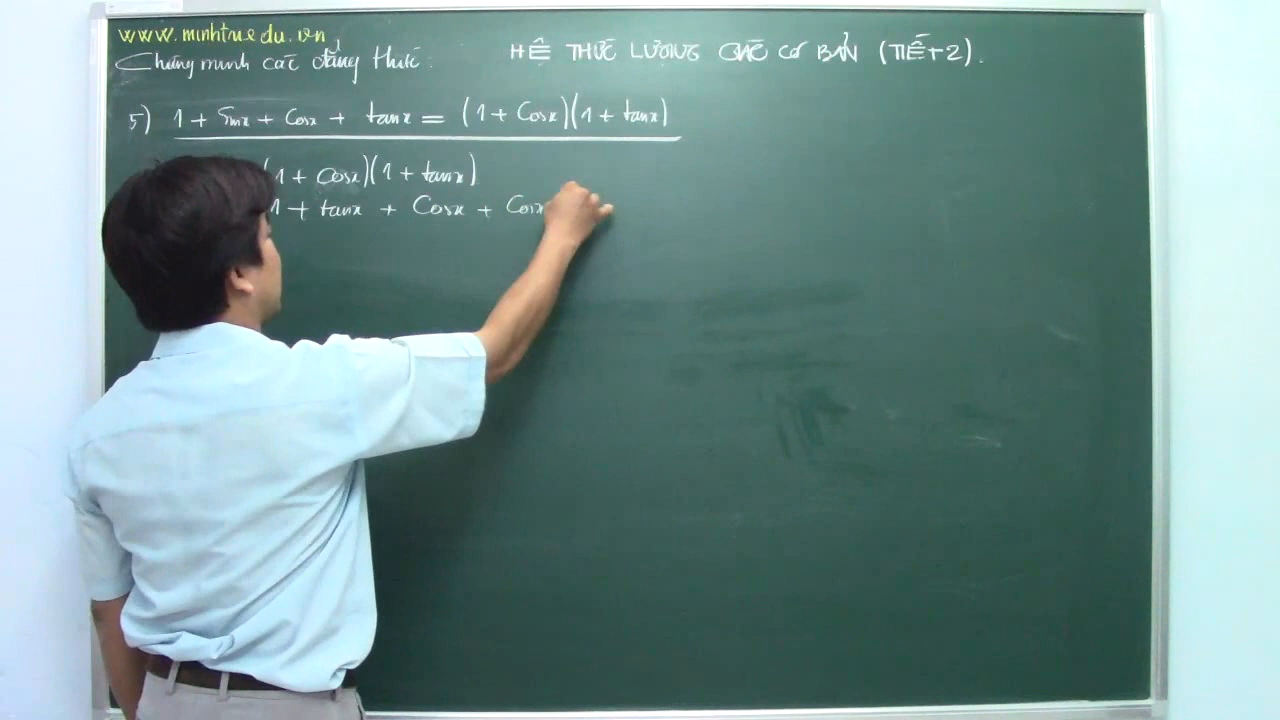 www.minhtrie.edu.vn
HỆ THỨC LƯỢNG GIÁC CƠ BẢN (TIẾT 2).
Chứng minh các đẳng thức:
5) 1 + Sinx + Cosx + tanx = (1 + Cosx)(1 + tanx)
(1 + Cosx)(1 + tanx)
1 + tanx + Cosx + Cosx